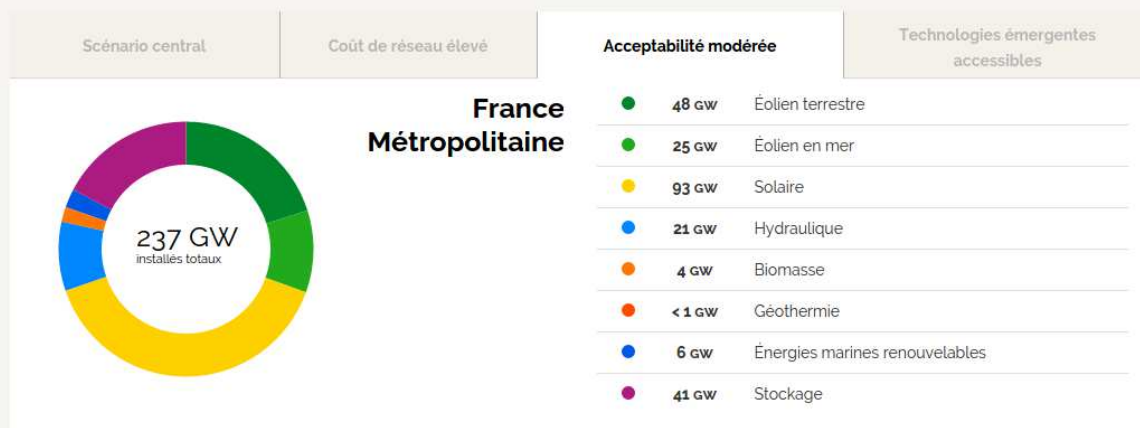 Scénario central
Coût de réseau élevé
Acceptabilité modérée
Technologies émergentes
accessibles
France
Métropolitaine
237 GW
installés totaux
48 GW Éolien terrestre
25 GW Éolien en mer
93 GW Solaire
21 GW Hydraulique
4 GW Biomasse
< 1 GW Géothermie
6 GW Énergies marines renouvelables
41 GW Stockage